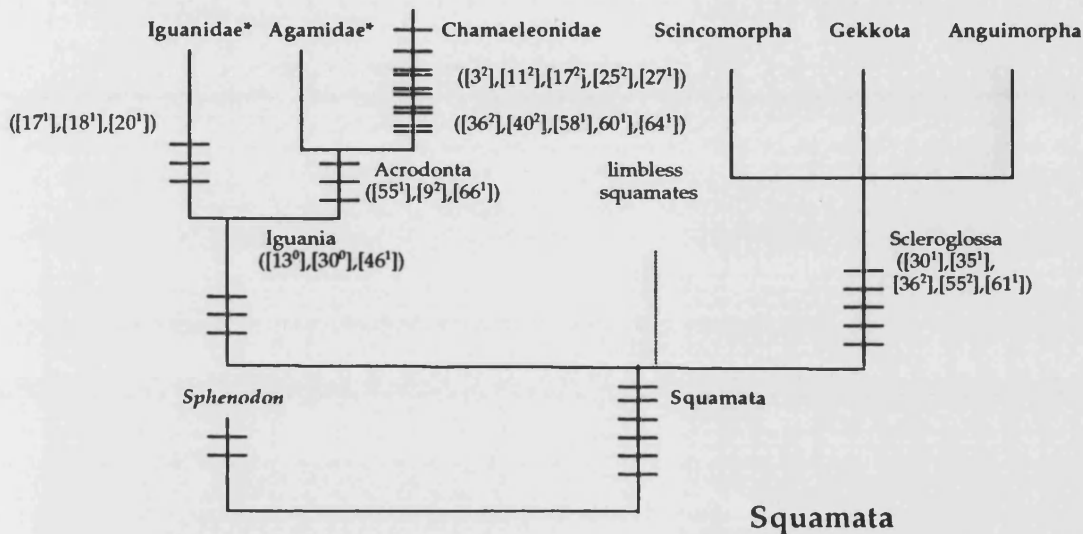 Iguanidae* Agamidae* Chamaeleonidae Scincomorpha Gekkota Anguimorpha
([3²],[11²],[17²j,[25²],[27¹])
([17¹],[18¹],[20¹])
([36²],[40²],[58¹],60¹],[64¹])
Acrodonta
([55¹],[9²],[66¹])
limbless
squamates
Iguania
([13⁰],[30⁰],[46¹])
Scleroglossa
([30¹],[35¹],
[36²],[55²],[61¹])
Sphenodon
Squamata
Squamata